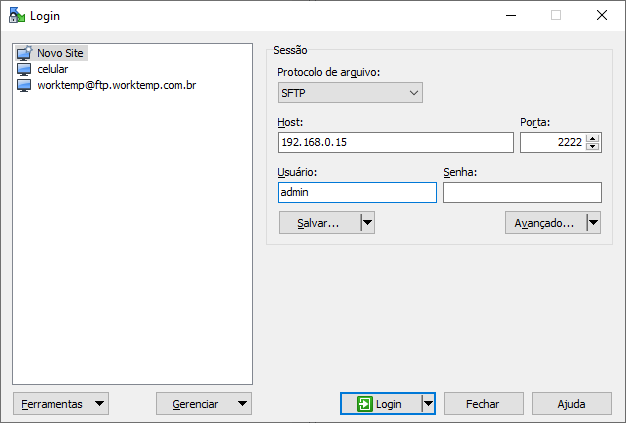 Login
Novo Site
celular
worktemp@ftp.worktemp.com.br
Sessão
Protocolo de arquivo:
SFTP
Host:
Porta:
192.168.0.15
2222
Usuário:
Senha:
admin
Salvar...
Avançado...
Ferramentas
Gerenciar
Login
Fechar
Ajuda